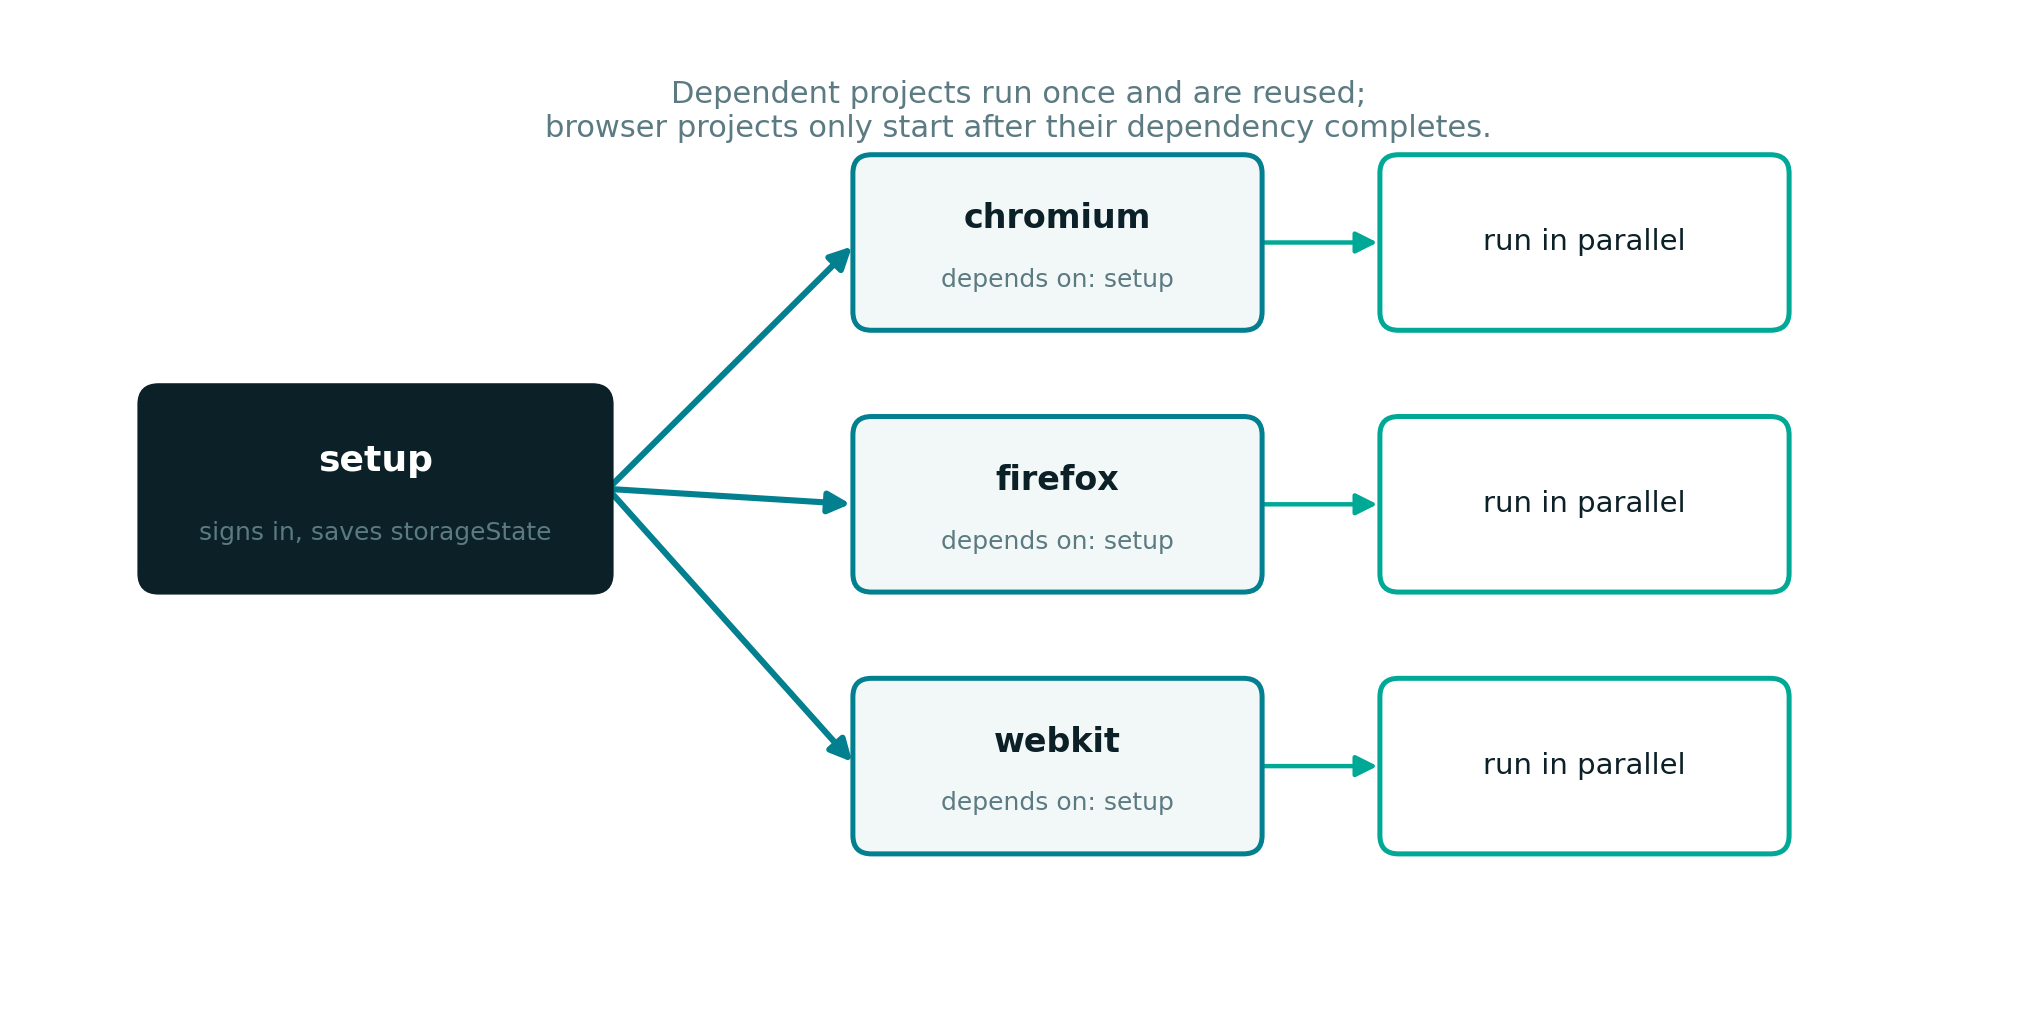 Dependent projects run once and are reused;
browser projects only start after their dependency completes.
chromium
depends on: setup
run in parallel
setup
signs in, saves storageState
firefox
depends on: setup
run in parallel
webkit
depends on: setup
run in parallel